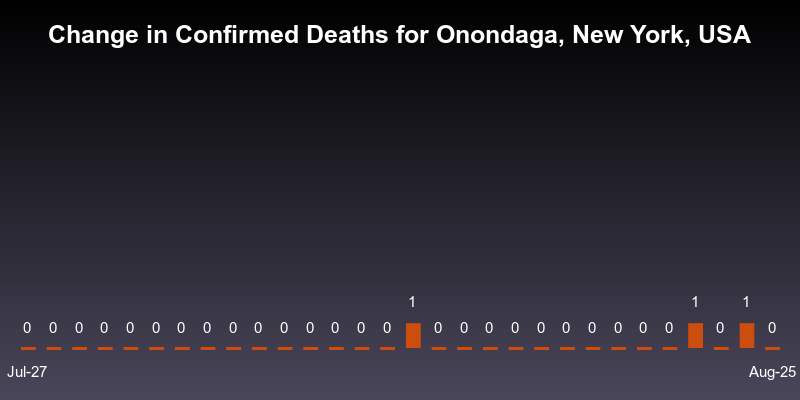 Change in Confirmed Deaths for Onondaga, New York, USA
1 1 1
0 0 0 0 0 0 0 0 0 0 0 0 0 0 0 0 0 0 0 0 0 0 0 0 0 0 0
Jul-27 Aug-25